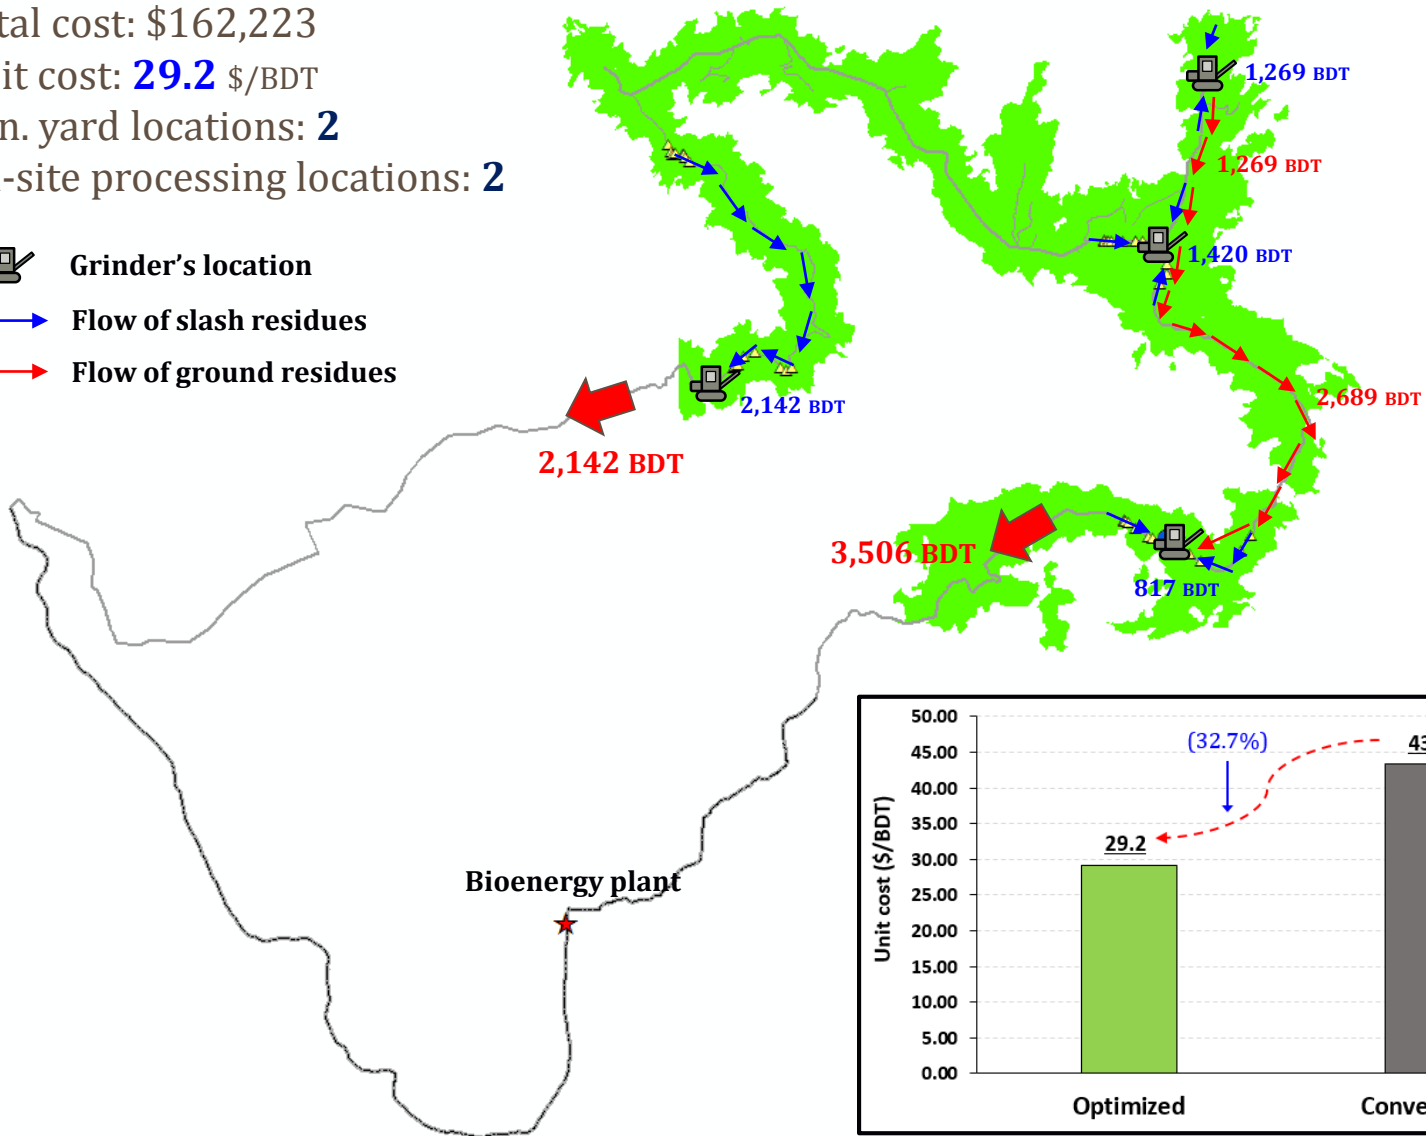 tal cost: $162,223
it cost: 29.2 $/BDT
n. yard locations: 2
-site processing locations: 2
Grinder's location
Flow of slash residues
Flow of ground residues
1,269 BDT
1,269 BDT
1,420 BDT
2,689 BDT
2,142 BDT
2,142 BDT
3,506 BDT
817 BDT
Bioenergy plant
50.00
45.00
40.00
35.00
30.00
25.00
20.00
15.00
10.00
5.00
0.00
Unit cost ($/BDT)
(32.7%)
43
29.2
Optimized
Conve